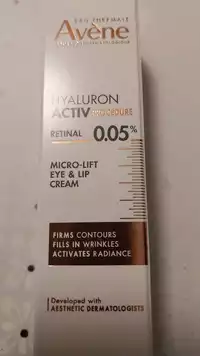 EAU THERMALE
Avène
HYALURON
ACTIV PROCEDURE
RETINAL 0.05%
MICRO-LIFT
EYE & LIP
CREAM
FIRMS CONTOURS
FILLS IN WRINKLES
ACTIVATES RADIANCE
Developed with
AESTHETIC DERMATOLOGISTS